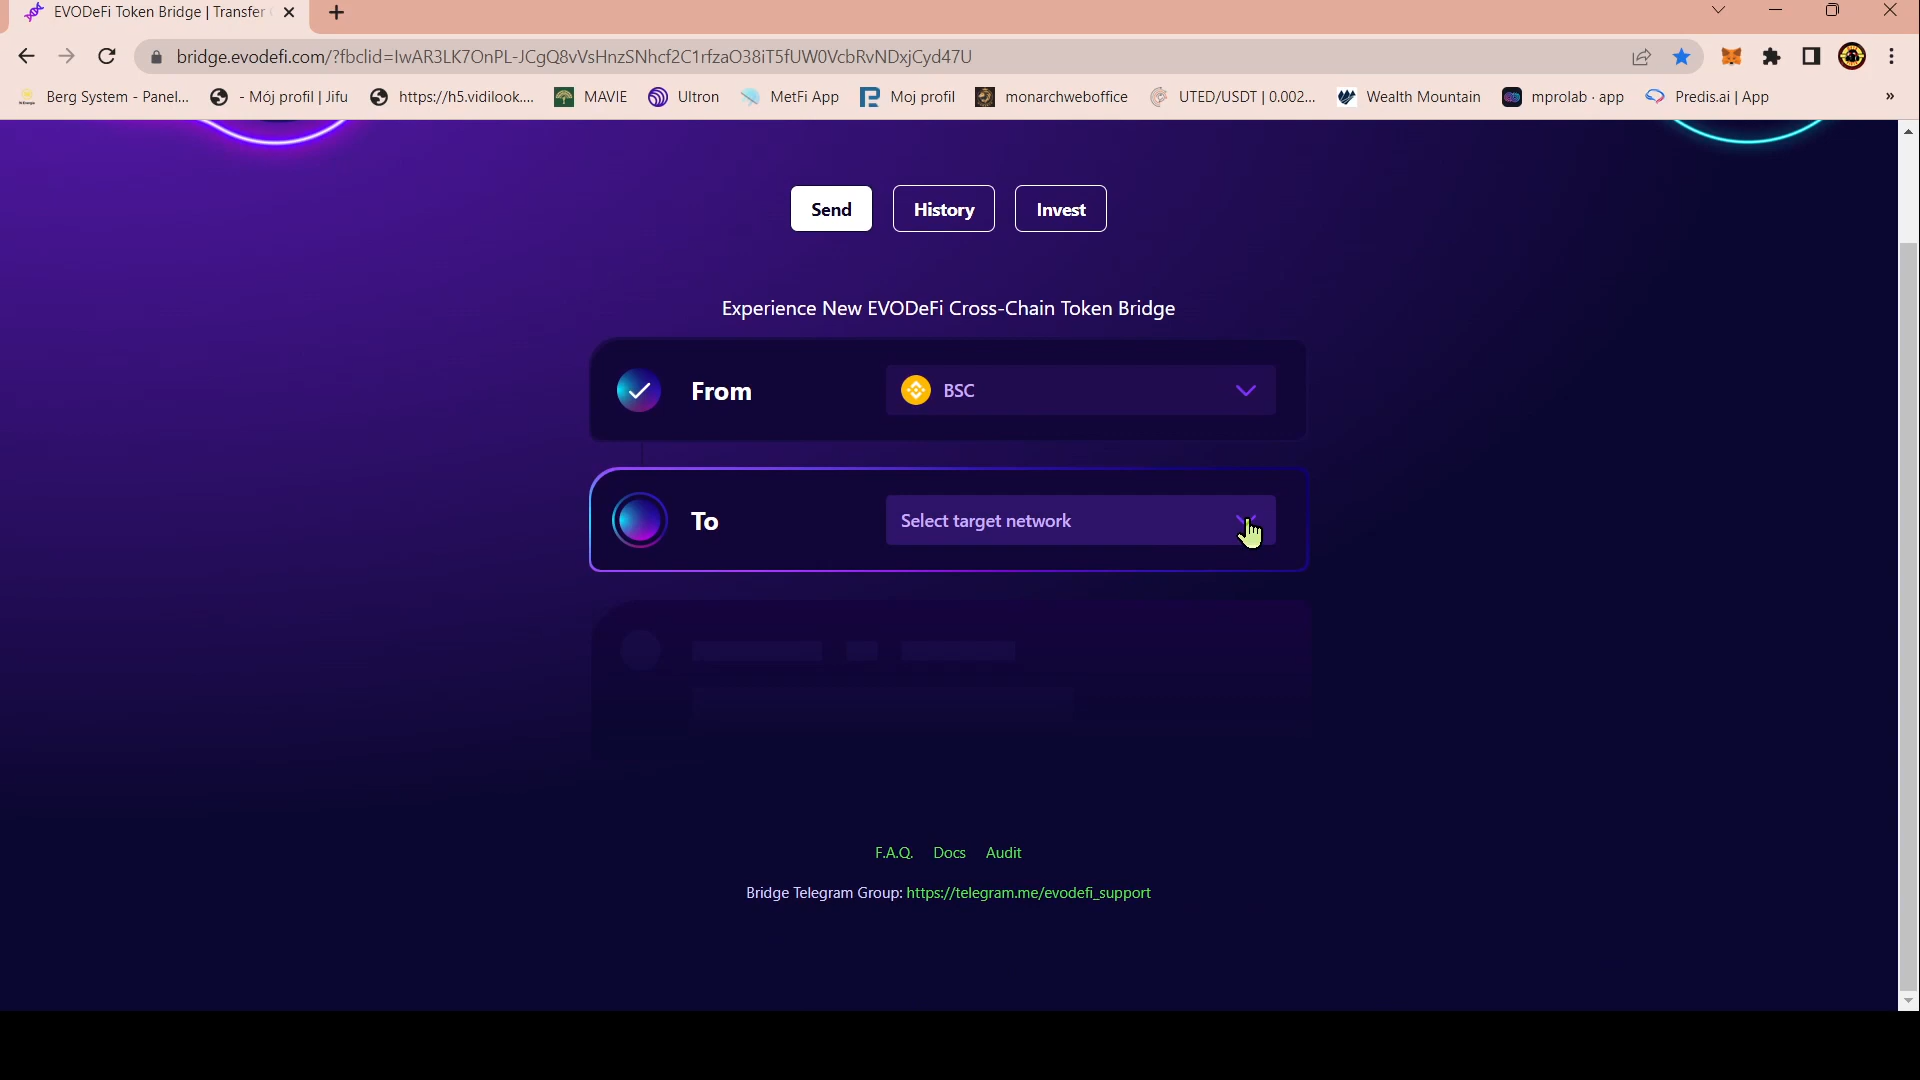 EVODeFi Token Bridge | Transfer
bridge.evodefi.com/?fbclid=IwAR3LK7OnPL-JCgQ8vVsHnzSNhcf2C1rfzaO38iT5fUW0VcbRvNDxjCyd47U
Berg System - Panel... - Mój profil | Jifu https://h5.vidilook.... MAVIE Ultron MetFi App Moj profil monarchweboffice UTED/USDT | 0.002... Wealth Mountain mprolab · app Predis.ai | App »
Send History Invest
Experience New EVODeFi Cross-Chain Token Bridge
From BSC
To Select target network
F.A.Q. Docs Audit
Bridge Telegram Group: https://telegram.me/evodefi_support